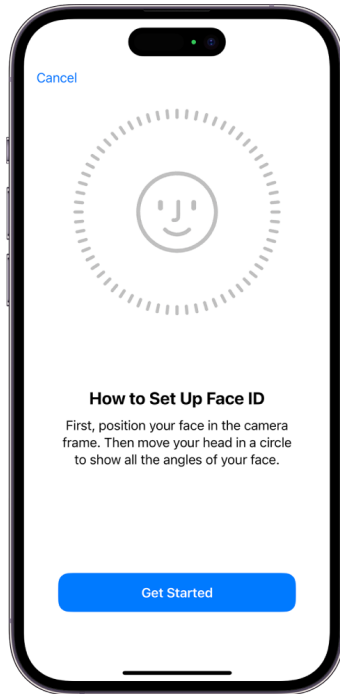 Cancel
How to Set Up Face ID
First, position your face in the camera
frame. Then move your head in a circle
to show all the angles of your face.
Get Started